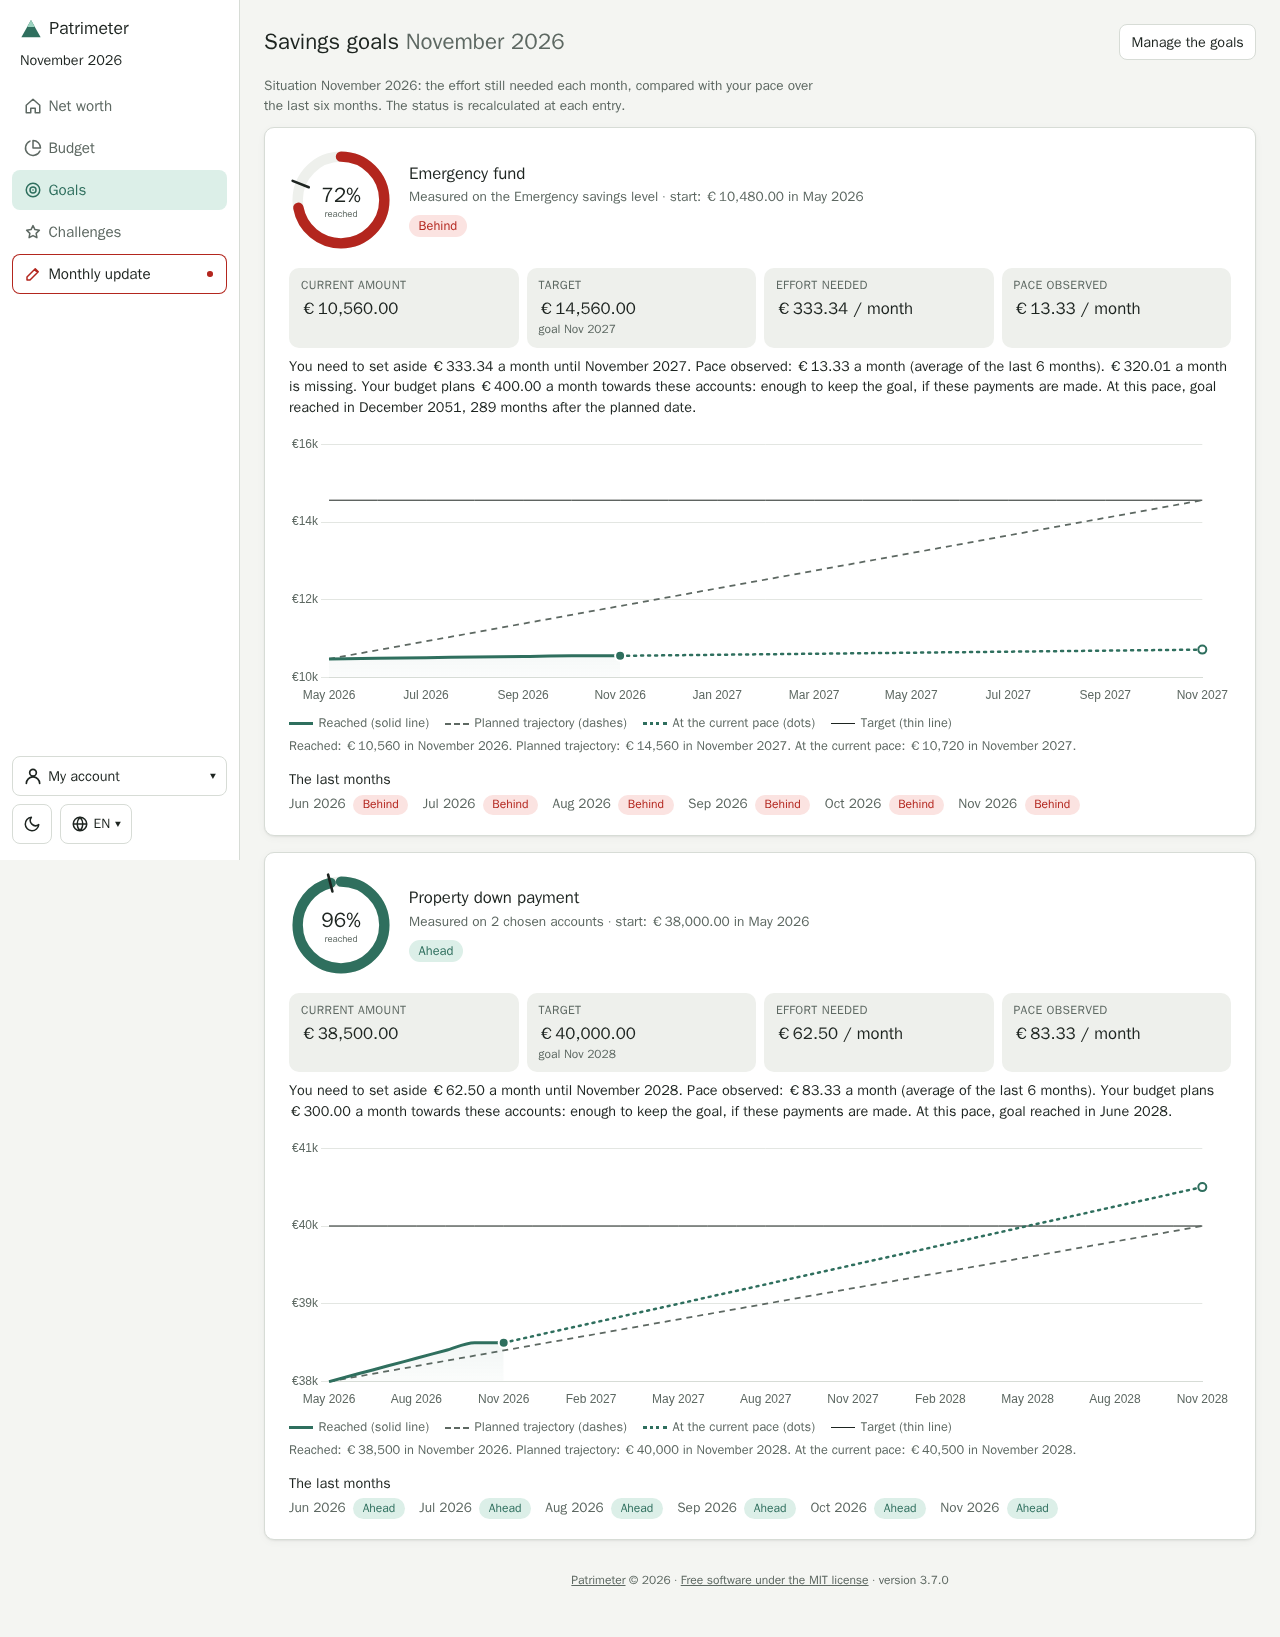 Patrimeter
November 2026
Net worth
Budget
Goals
Challenges
Monthly update
My account
EN ▾
Savings goals November 2026
Manage the goals
Situation November 2026: the effort still needed each month, compared with your pace over
the last six months. The status is recalculated at each entry.
72%
reached
Emergency fund
Measured on the Emergency savings level · start: € 10,480.00 in May 2026
Behind
CURRENT AMOUNT
€ 10,560.00
TARGET
€ 14,560.00
goal Nov 2027
EFFORT NEEDED
€ 333.34 / month
PACE OBSERVED
€ 13.33 / month
You need to set aside € 333.34 a month until November 2027. Pace observed: € 13.33 a month (average of the last 6 months). € 320.01 a month
is missing. Your budget plans € 400.00 a month towards these accounts: enough to keep the goal, if these payments are made. At this pace, goal
reached in December 2051, 289 months after the planned date.
€16k
€14k
€12k
€10k
May 2026 Jul 2026 Sep 2026 Nov 2026 Jan 2027 Mar 2027 May 2027 Jul 2027 Sep 2027 Nov 2027
Reached (solid line) Planned trajectory (dashes) At the current pace (dots) Target (thin line)
Reached: € 10,560 in November 2026. Planned trajectory: € 14,560 in November 2027. At the current pace: € 10,720 in November 2027.
The last months
Jun 2026 Behind Jul 2026 Behind Aug 2026 Behind Sep 2026 Behind Oct 2026 Behind Nov 2026 Behind
96%
reached
Property down payment
Measured on 2 chosen accounts · start: € 38,000.00 in May 2026
Ahead
CURRENT AMOUNT
€ 38,500.00
TARGET
€ 40,000.00
goal Nov 2028
EFFORT NEEDED
€ 62.50 / month
PACE OBSERVED
€ 83.33 / month
You need to set aside € 62.50 a month until November 2028. Pace observed: € 83.33 a month (average of the last 6 months). Your budget plans
€ 300.00 a month towards these accounts: enough to keep the goal, if these payments are made. At this pace, goal reached in June 2028.
€41k
€40k
€39k
€38k
May 2026 Aug 2026 Nov 2026 Feb 2027 May 2027 Aug 2027 Nov 2027 Feb 2028 May 2028 Aug 2028 Nov 2028
Reached (solid line) Planned trajectory (dashes) At the current pace (dots) Target (thin line)
Reached: € 38,500 in November 2026. Planned trajectory: € 40,000 in November 2028. At the current pace: € 40,500 in November 2028.
The last months
Jun 2026 Ahead Jul 2026 Ahead Aug 2026 Ahead Sep 2026 Ahead Oct 2026 Ahead Nov 2026 Ahead
Patrimeter © 2026 · Free software under the MIT license · version 3.7.0